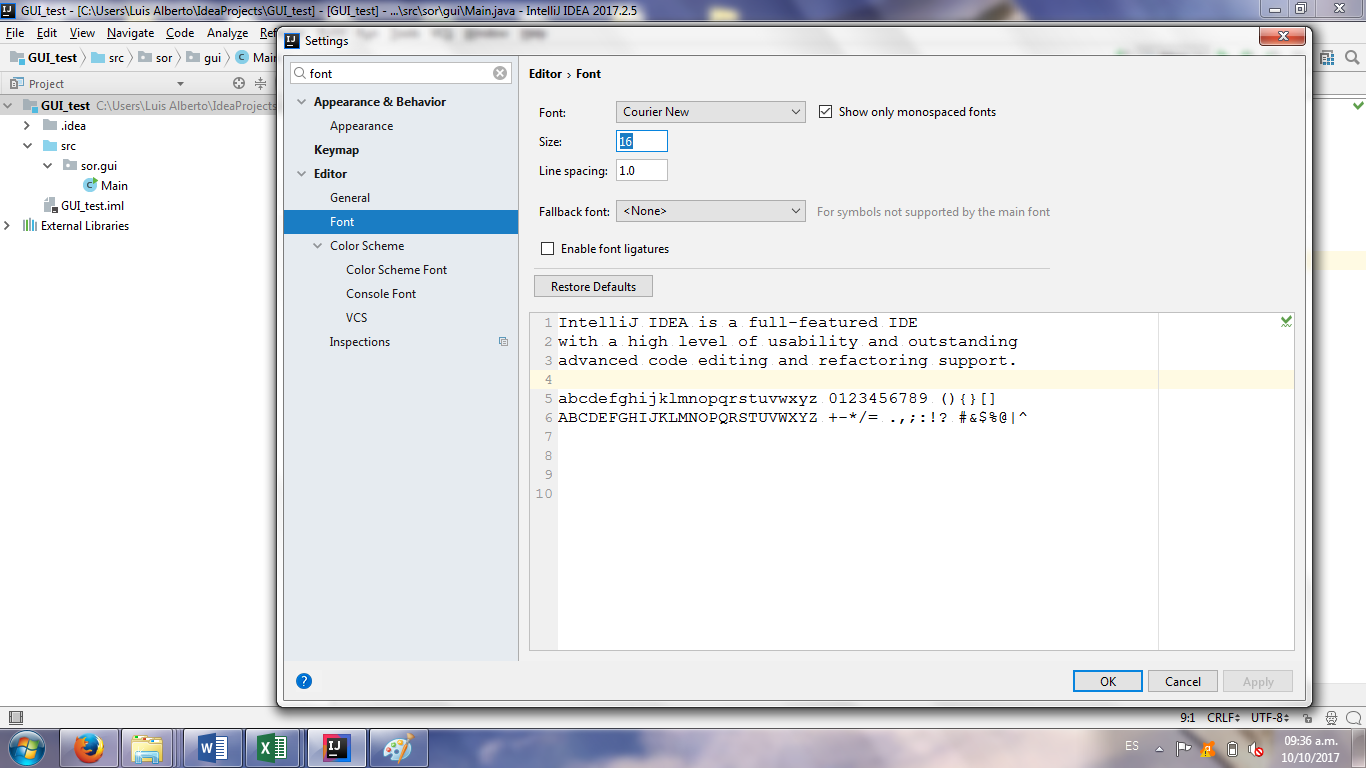 GUI_test - [C:\Users\Luis Alberto\IdeaProjects\GUI_test] - [GUI_test] - ...\src\sor\gui\Main.java - IntelliJ IDEA 2017.2.5
File Edit View Navigate Code Analyze
GUI_test src sor gui
Project
GUI_test C:\Users\Luis Alberto\IdeaProjects
.idea
src
sor.gui
Main
GUI_test.iml
External Libraries
Settings
font
Appearance & Behavior
Appearance
Keymap
Editor
General
Font
Color Scheme
Color Scheme Font
Console Font
VCS
Inspections
Editor › Font
Font: Courier New Show only monospaced fonts
Size: 16
Line spacing: 1.0
Fallback font: <None> For symbols not supported by the main font
Enable font ligatures
Restore Defaults
1 IntelliJ IDEA is a full-featured IDE
2 with a high level of usability and outstanding
3 advanced code editing and refactoring support.
4
5 abcdefghijklmnopqrstuvwxyz 0123456789 (){}[]
6 ABCDEFGHIJKLMNOPQRSTUVWXYZ +-*/= .,;:!? #&$%@|^
7
8
9
10
? OK Cancel Apply
9:1 CRLF UTF-8
ES 09:36 a.m.
10/10/2017